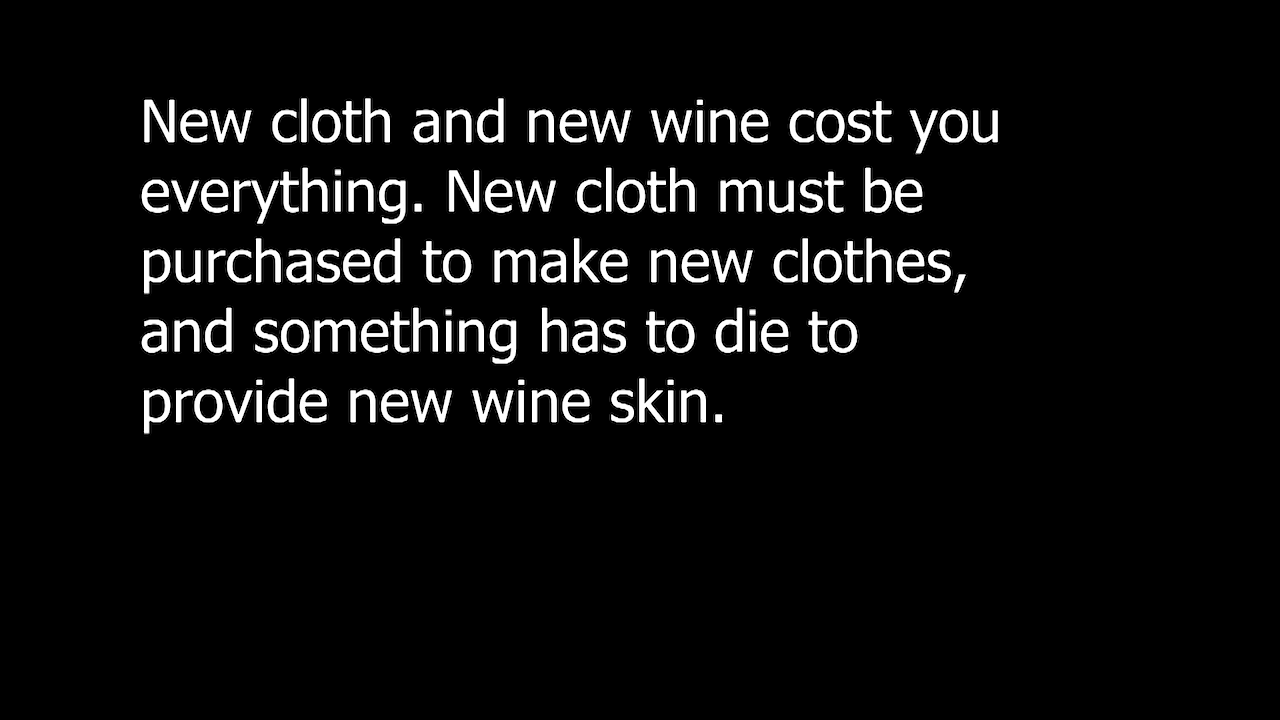 New cloth and new wine cost you
everything. New cloth must be
purchased to make new clothes,
and something has to die to
provide new wine skin.